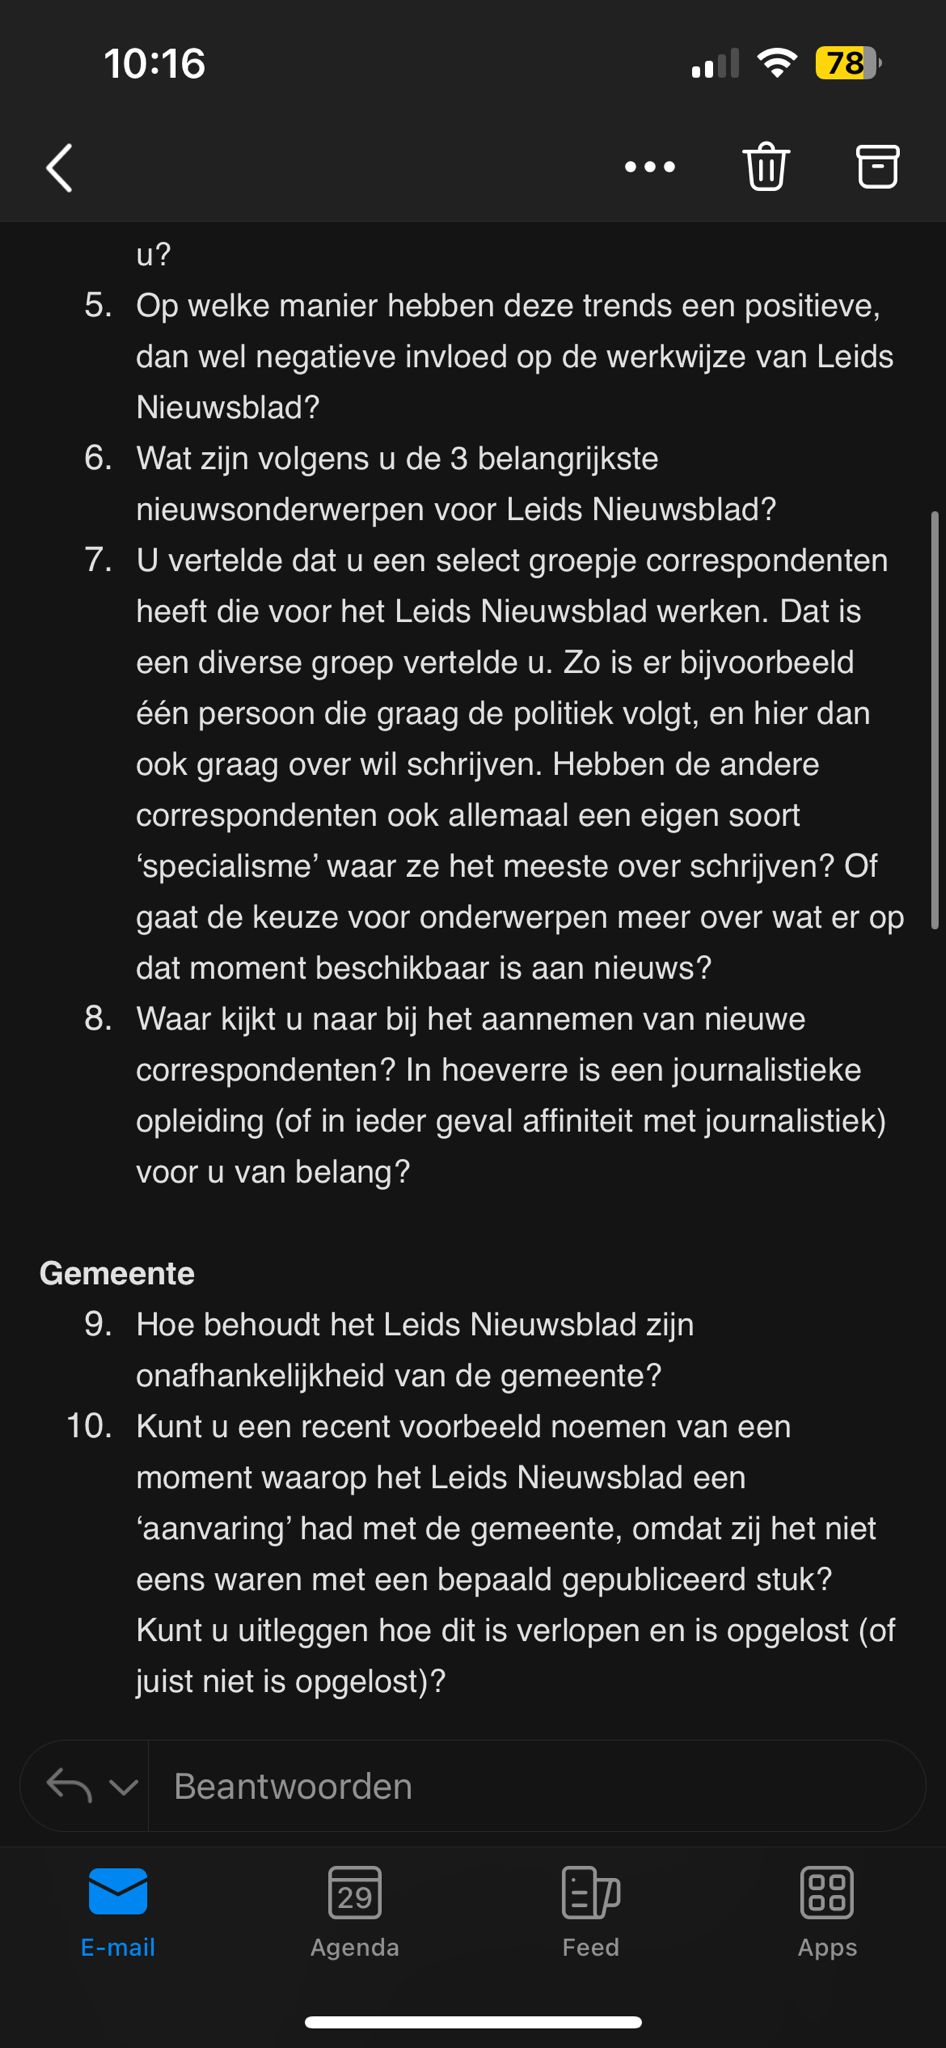 10:16
78
u?
5. Op welke manier hebben deze trends een positieve,
dan wel negatieve invloed op de werkwijze van Leids
Nieuwsblad?
6. Wat zijn volgens u de 3 belangrijkste
nieuwsonderwerpen voor Leids Nieuwsblad?
7. U vertelde dat u een select groepje correspondenten
heeft die voor het Leids Nieuwsblad werken. Dat is
een diverse groep vertelde u. Zo is er bijvoorbeeld
één persoon die graag de politiek volgt, en hier dan
ook graag over wil schrijven. Hebben de andere
correspondenten ook allemaal een eigen soort
‘specialisme’ waar ze het meeste over schrijven? Of
gaat de keuze voor onderwerpen meer over wat er op
dat moment beschikbaar is aan nieuws?
8. Waar kijkt u naar bij het aannemen van nieuwe
correspondenten? In hoeverre is een journalistieke
opleiding (of in ieder geval affiniteit met journalistiek)
voor u van belang?
Gemeente
9. Hoe behoudt het Leids Nieuwsblad zijn
onafhankelijkheid van de gemeente?
10. Kunt u een recent voorbeeld noemen van een
moment waarop het Leids Nieuwsblad een
‘aanvaring’ had met de gemeente, omdat zij het niet
eens waren met een bepaald gepubliceerd stuk?
Kunt u uitleggen hoe dit is verlopen en is opgelost (of
juist niet is opgelost)?
Beantwoorden
29
E-mail Agenda Feed Apps